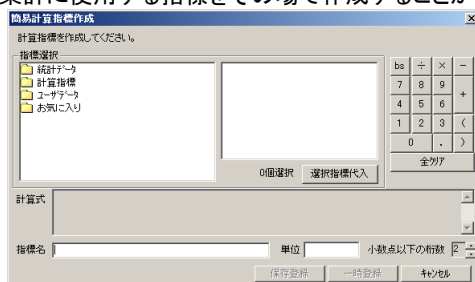 集計に使用する指標をその場で作成することが
簡易計算指標作成
計算指標を作成してください。
指標選択
統計データ
計算指標
ユーザデータ
お気に入り
0個選択 選択指標代入
bs ÷ × －
7 8 9 +
4 5 6
1 2 3 (
0 . )
全クリア
計算式
指標名 単位 小数点以下の桁数 2
保存登録 一時登録 キャンセル